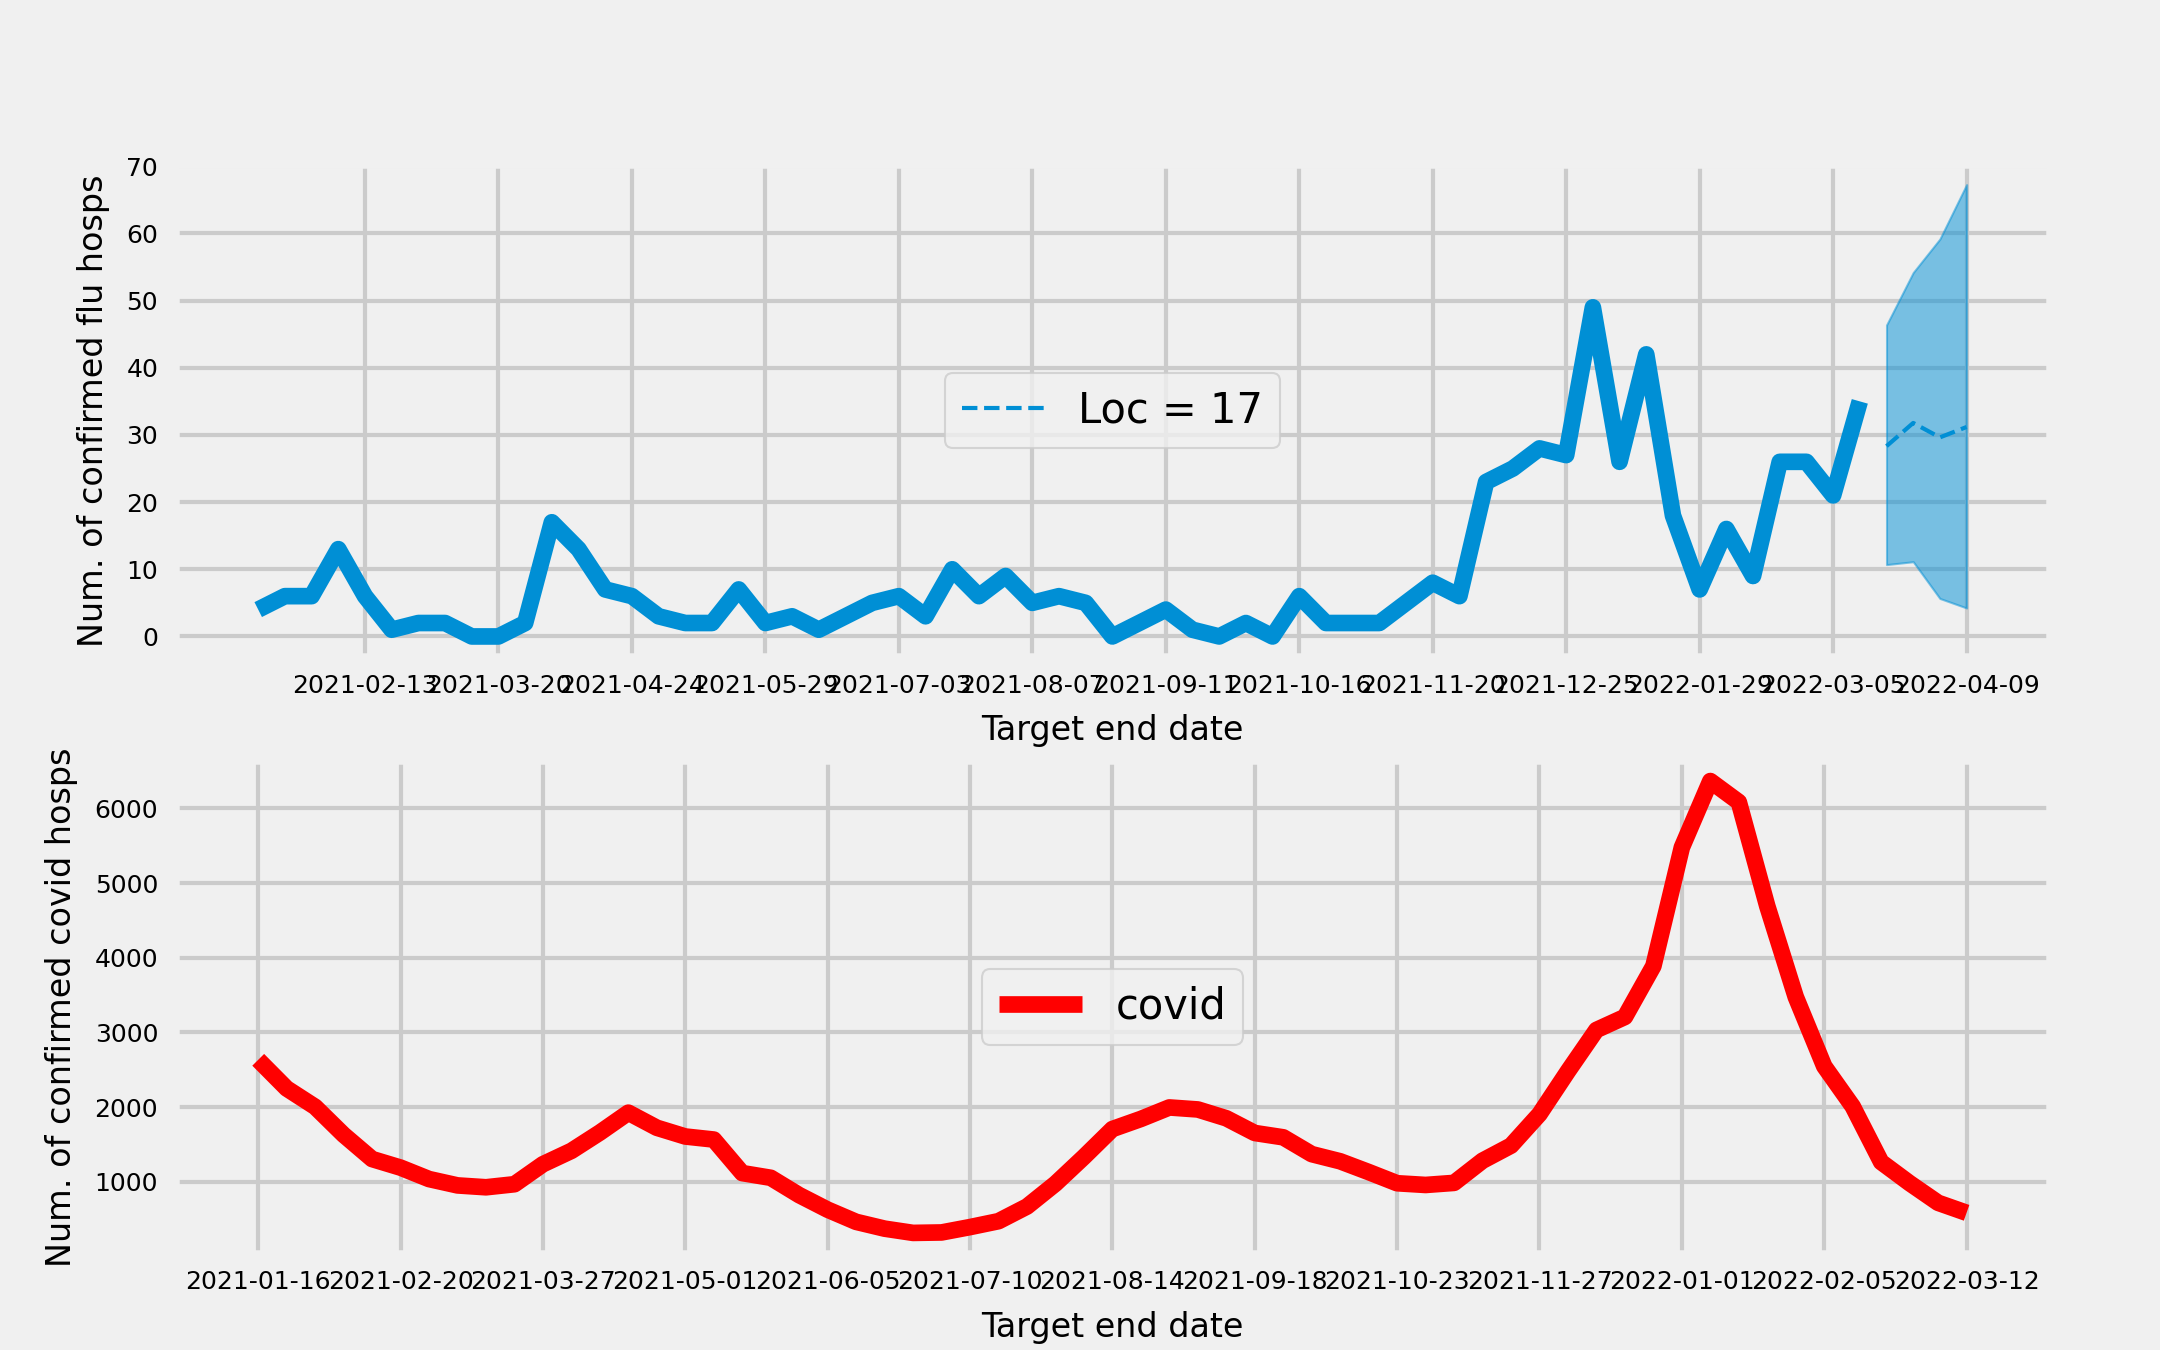 Num. of confirmed flu hosps
70
60
50
40
30
20
10
0
Loc = 17
2021-02-13 2021-03-20 2021-04-24 2021-05-29 2021-07-03 2021-08-07 2021-09-11 2021-10-16 2021-11-20 2021-12-25 2022-01-29 2022-03-05 2022-04-09
Target end date
Num. of confirmed covid hosps
6000
5000
4000
3000
2000
1000
covid
2021-01-16 2021-02-20 2021-03-27 2021-05-01 2021-06-05 2021-07-10 2021-08-14 2021-09-18 2021-10-23 2021-11-27 2022-01-01 2022-02-05 2022-03-12
Target end date